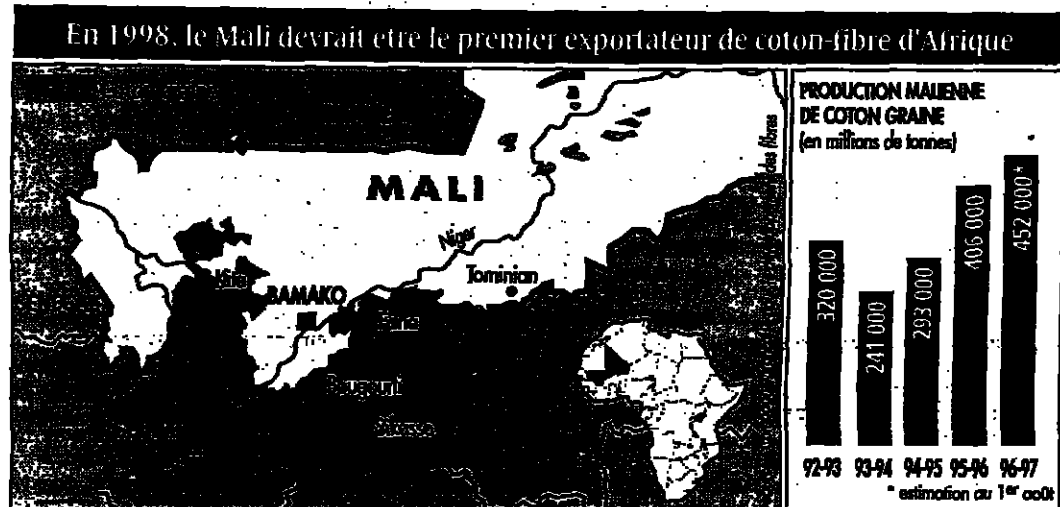 En 1998, le Mali devrait etre le premier exportateur de coton-fibre d'Afrique
MALI
Niger
Tominian
BAMAKO
Kita
Bougouni
Sikasso
des fibres
PRODUCTION MALIENNE
DE COTON GRAINE
(en millions de tonnes)
320 000
241 000
293 000
406 000
452 000*
92-93 93-94 94-95 95-96 96-97
* estimation au 1er août